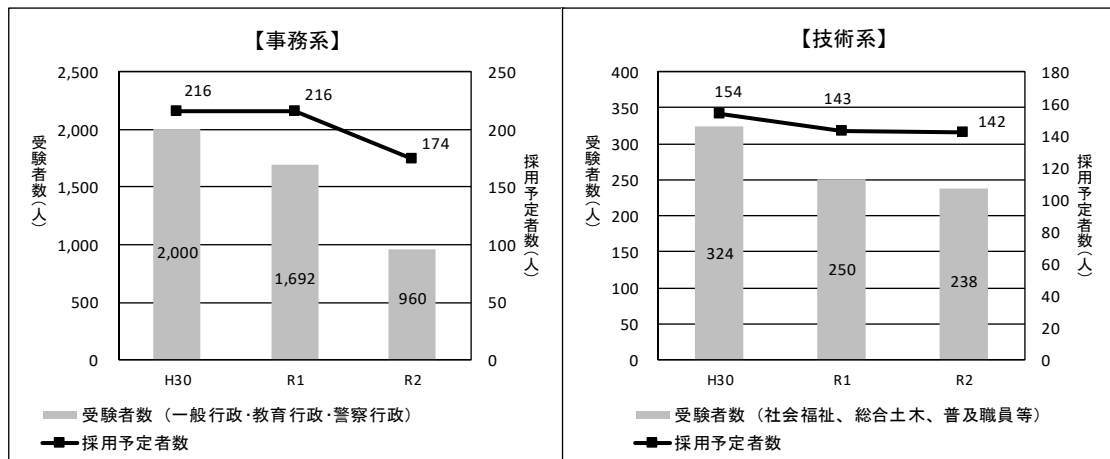 【事務系】
受験者数(人)
採用予定者数(人)
2,500
2,000
1,500
1,000
500
0
250
200
150
100
50
0
216
216
174
2,000
1,692
960
H30
R1
R2
受験者数(一般行政･教育行政･警察行政)
採用予定者数
【技術系】
受験者数(人)
採用予定者数(人)
400
350
300
250
200
150
100
50
0
180
160
140
120
100
80
60
40
20
0
154
143
142
324
250
238
H30
R1
R2
受験者数(社会福祉、総合土木、普及職員等)
採用予定者数